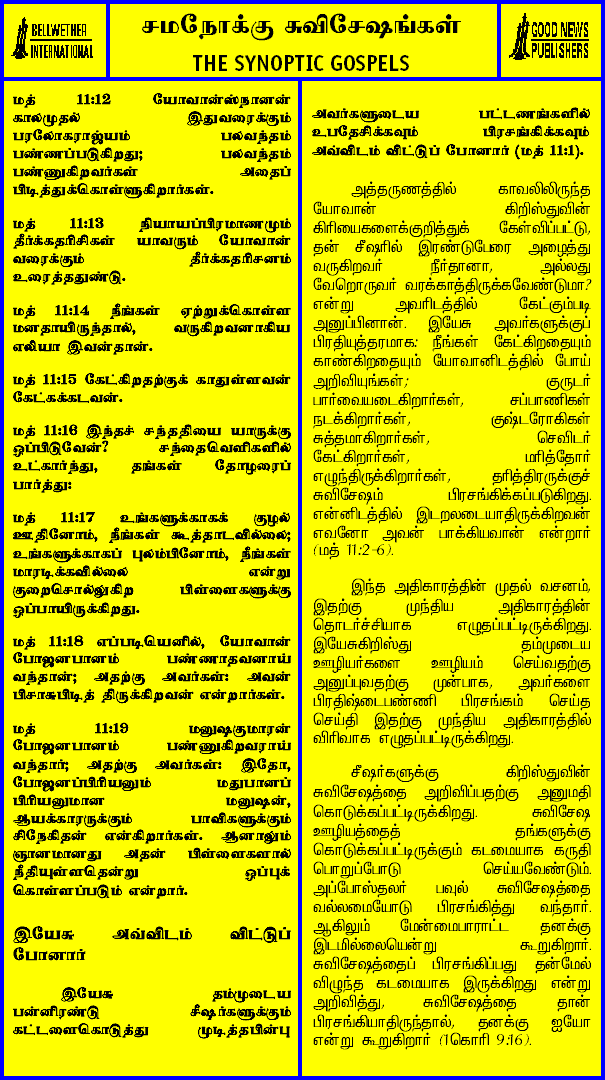 BELLWETHER
INTERNATIONAL
சமநோக்கு சுவிசேஷங்கள்
THE SYNOPTIC GOSPELS
GOOD NEWS
PUBLISHERS
மத் 11:12 யோவான்ஸ்நானன்
காலமுதல் இதுவரைக்கும்
பரலோகராஜ்யம் பலவந்தம்
பண்ணப்படுகிறது; பலவந்தம்
பண்ணுகிறவர்கள் அதைப்
பிடித்துக்கொள்ளுகிறார்கள்.
மத் 11:13 நியாயப்பிரமாணமும்
தீர்க்கதரிசிகள் யாவரும் யோவான்
வரைக்கும் தீர்க்கதரிசனம்
உரைத்ததுண்டு.
மத் 11:14 நீங்கள் ஏற்றுக்கொள்ள
மனதாயிருந்தால், வருகிறவனாகிய
எலியா இவன்தான்.
மத் 11:15 கேட்கிறதற்குக் காதுள்ளவன்
கேட்கக்கடவன்.
மத் 11:16 இந்தச் சந்ததியை யாருக்கு
ஒப்பிடுவேன்? சந்தைவெளிகளில்
உட்கார்ந்து, தங்கள் தோழரைப்
பார்த்து:
மத் 11:17 உங்களுக்காகக் குழல்
ஊதினோம், நீங்கள் கூத்தாடவில்லை;
உங்களுக்காகப் புலம்பினோம், நீங்கள்
மாரடிக்கவில்லை என்று
குறைசொல்லுகிற பிள்ளைகளுக்கு
ஒப்பாயிருக்கிறது.
மத் 11:18 எப்படியெனில், யோவான்
போஜனபானம் பண்ணாதவனாய்
வந்தான்; அதற்கு அவர்கள்: அவன்
பிசாசுபிடித் திருக்கிறவன் என்றார்கள்.
மத் 11:19 மனுஷகுமாரன்
போஜனபானம் பண்ணுகிறவராய்
வந்தார்; அதற்கு அவர்கள்: இதோ,
போஜனப்பிரியனும் மதுபானப்
பிரியனுமான மனுஷன்,
ஆயக்காரருக்கும் பாவிகளுக்கும்
சிநேகிதன் என்கிறார்கள். ஆனாலும்
ஞானமானது அதன் பிள்ளைகளால்
நீதியுள்ளதென்று ஒப்புக்
கொள்ளப்படும் என்றார்.
இயேசு அவ்விடம் விட்டுப்
போனார்
இயேசு தம்முடைய
பன்னிரண்டு சீஷர்களுக்கும்
கட்டளைகொடுத்து முடித்தபின்பு
அவர்களுடைய பட்டணங்களில்
உபதேசிக்கவும் பிரசங்கிக்கவும்
அவ்விடம் விட்டுப் போனார் (மத் 11:1).
அத்தருணத்தில் காவலிலிருந்த
யோவான் கிறிஸ்துவின்
கிரியைகளைக்குறித்துக் கேள்விப்பட்டு,
தன் சீஷரில் இரண்டுபேரை அழைத்து
வருகிறவர் நீர்தானா, அல்லது
வேறொருவர் வரக்காத்திருக்கவேண்டுமா?
என்று அவரிடத்தில் கேட்கும்படி
அனுப்பினான். இயேசு அவர்களுக்குப்
பிரதியுத்தரமாக: நீங்கள் கேட்கிறதையும்
காண்கிறதையும் யோவானிடத்தில் போய்
அறிவியுங்கள்; குருடர்
பார்வையடைகிறார்கள், சப்பாணிகள்
நடக்கிறார்கள், குஷ்டரோகிகள்
சுத்தமாகிறார்கள், செவிடர்
கேட்கிறார்கள், மரித்தோர்
எழுந்திருக்கிறார்கள், தரித்திரருக்குச்
சுவிசேஷம் பிரசங்கிக்கப்படுகிறது.
என்னிடத்தில் இடறலடையாதிருக்கிறவன்
எவனோ அவன் பாக்கியவான் என்றார்
(மத் 11:2-6).
இந்த அதிகாரத்தின் முதல் வசனம்,
இதற்கு முந்திய அதிகாரத்தின்
தொடர்ச்சியாக எழுதப்பட்டிருக்கிறது.
இயேசுகிறிஸ்து தம்முடைய
ஊழியர்களை ஊழியம் செய்வதற்கு
அனுப்புவதற்கு முன்பாக, அவர்களை
பிரதிஷ்டைபண்ணி பிரசங்கம் செய்த
செய்தி இதற்கு முந்திய அதிகாரத்தில்
விரிவாக எழுதப்பட்டிருக்கிறது.
சீஷர்களுக்கு கிறிஸ்துவின்
சுவிசேஷத்தை அறிவிப்பதற்கு அனுமதி
கொடுக்கப்பட்டிருக்கிறது. சுவிசேஷ
ஊழியத்தைத் தங்களுக்கு
கொடுக்கப்பட்டிருக்கும் கடமையாக கருதி
பொறுப்போடு செய்யவேண்டும்.
அப்போஸ்தலர் பவுல் சுவிசேஷத்தை
வல்லமையோடு பிரசங்கித்து வந்தார்.
ஆகிலும் மேன்மைபாராட்ட தனக்கு
இடமில்லையென்று கூறுகிறார்.
சுவிசேஷத்தைப் பிரசங்கிப்பது தன்மேல்
விழுந்த கடமையாக இருக்கிறது என்று
அறிவித்து, சுவிசேஷத்தை தான்
பிரசங்கியாதிருந்தால், தனக்கு ஐயோ
என்று கூறுகிறார் (1கொரி 9:16).